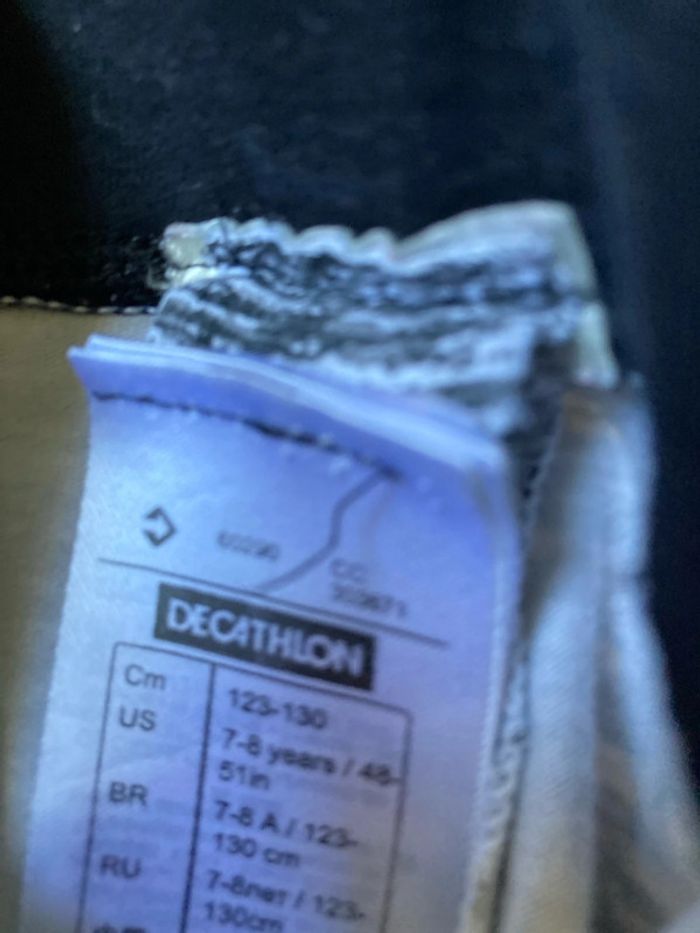 CC:
DECATHLON
Cm 123-130
US 7-8 years / 48-
51in
BR 7-8 A / 123-
130 cm
RU 7-8лет / 123-
130cm